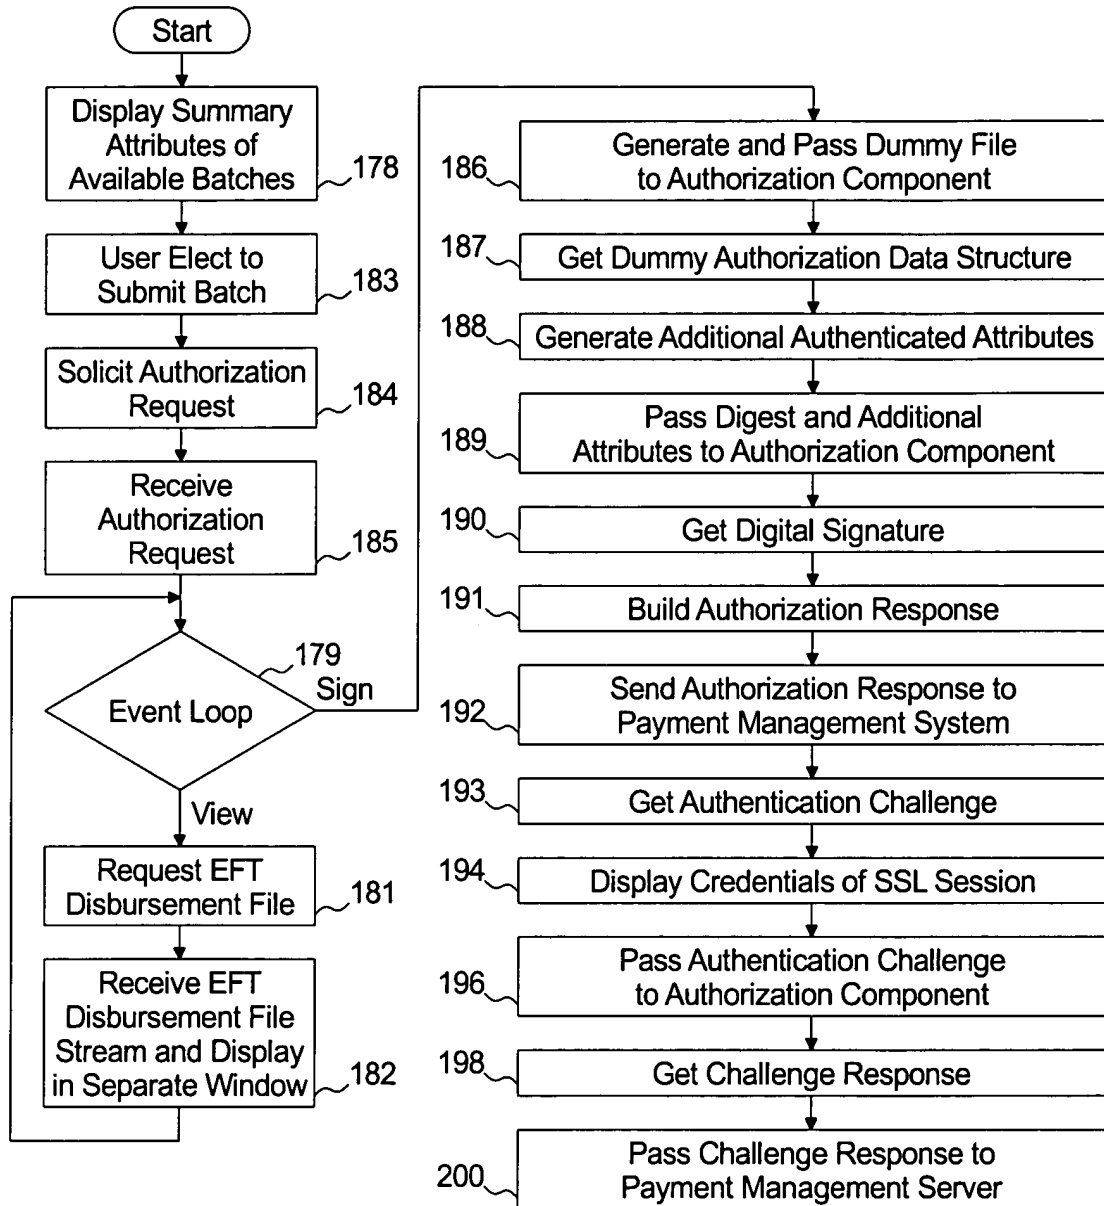 Start
Display Summary
Attributes of
Available Batches
178
User Elect to
Submit Batch
183
Solicit Authorization
Request
184
Receive
Authorization
Request
185
179
Event Loop
Sign
View
Request EFT
Disbursement File
181
Receive EFT
Disbursement File
Stream and Display
in Separate Window
182
186
Generate and Pass Dummy File
to Authorization Component
187
Get Dummy Authorization Data Structure
188
Generate Additional Authenticated Attributes
189
Pass Digest and Additional
Attributes to Authorization Component
190
Get Digital Signature
191
Build Authorization Response
192
Send Authorization Response to
Payment Management System
193
Get Authentication Challenge
194
Display Credentials of SSL Session
196
Pass Authentication Challenge
to Authorization Component
198
Get Challenge Response
200
Pass Challenge Response to
Payment Management Server